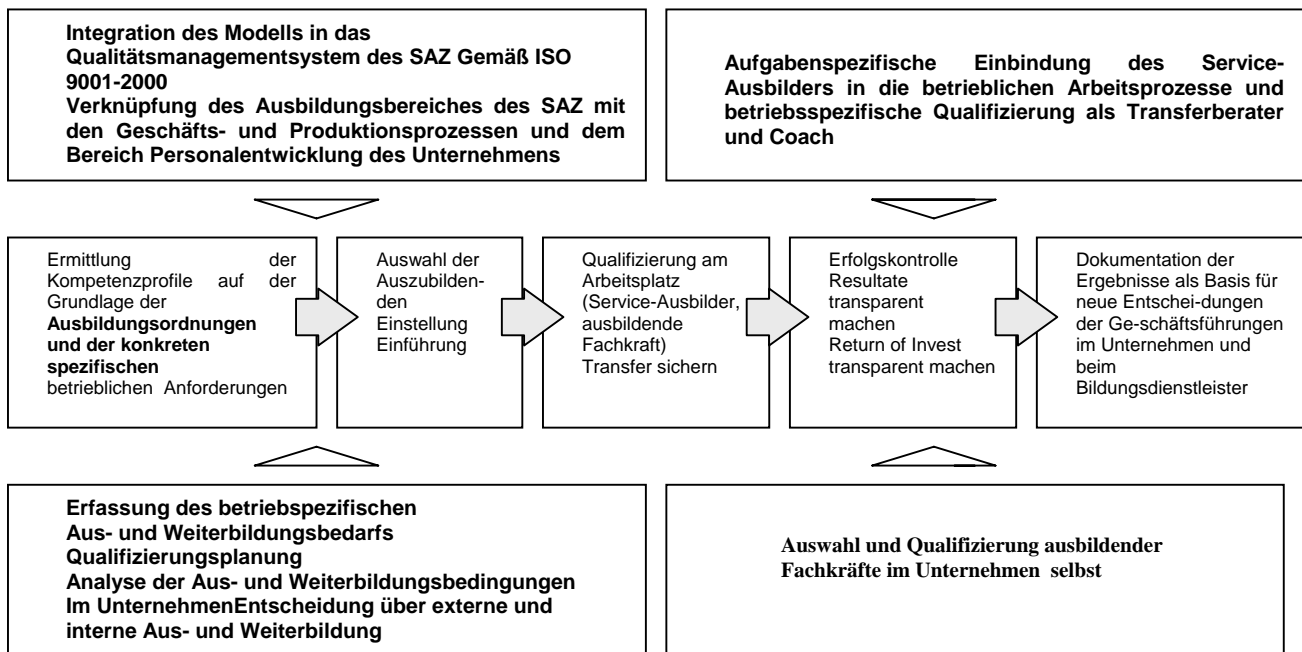 Integration des Modells in das
Qualitätsmanagementsystem des SAZ Gemäß ISO
9001-2000
Verknüpfung des Ausbildungsbereiches des SAZ mit
den Geschäfts- und Produktionsprozessen und dem
Bereich Personalentwicklung des Unternehmens
Aufgabenspezifische Einbindung des Service-
Ausbilders in die betrieblichen Arbeitsprozesse und
betriebsspezifische Qualifizierung als Transferberater
und Coach
Ermittlung der
Kompetenzprofile auf der
Grundlage der
Ausbildungsordnungen
und der konkreten
spezifischen
betrieblichen Anforderungen
Auswahl der
Auszubilden-
den
Einstellung
Einführung
Qualifizierung am
Arbeitsplatz
(Service-Ausbilder,
ausbildende
Fachkraft)
Transfer sichern
Erfolgskontrolle
Resultate
transparent
machen
Return of Invest
transparent machen
Dokumentation der
Ergebnisse als Basis für
neue Entschei-dungen
der Ge-schäftsführungen
im Unternehmen und
beim
Bildungsdienstleister
Erfassung des betriebspezifischen
Aus- und Weiterbildungsbedarfs
Qualifizierungsplanung
Analyse der Aus- und Weiterbildungsbedingungen
Im UnternehmenEntscheidung über externe und
interne Aus- und Weiterbildung
Auswahl und Qualifizierung ausbildender
Fachkräfte im Unternehmen selbst